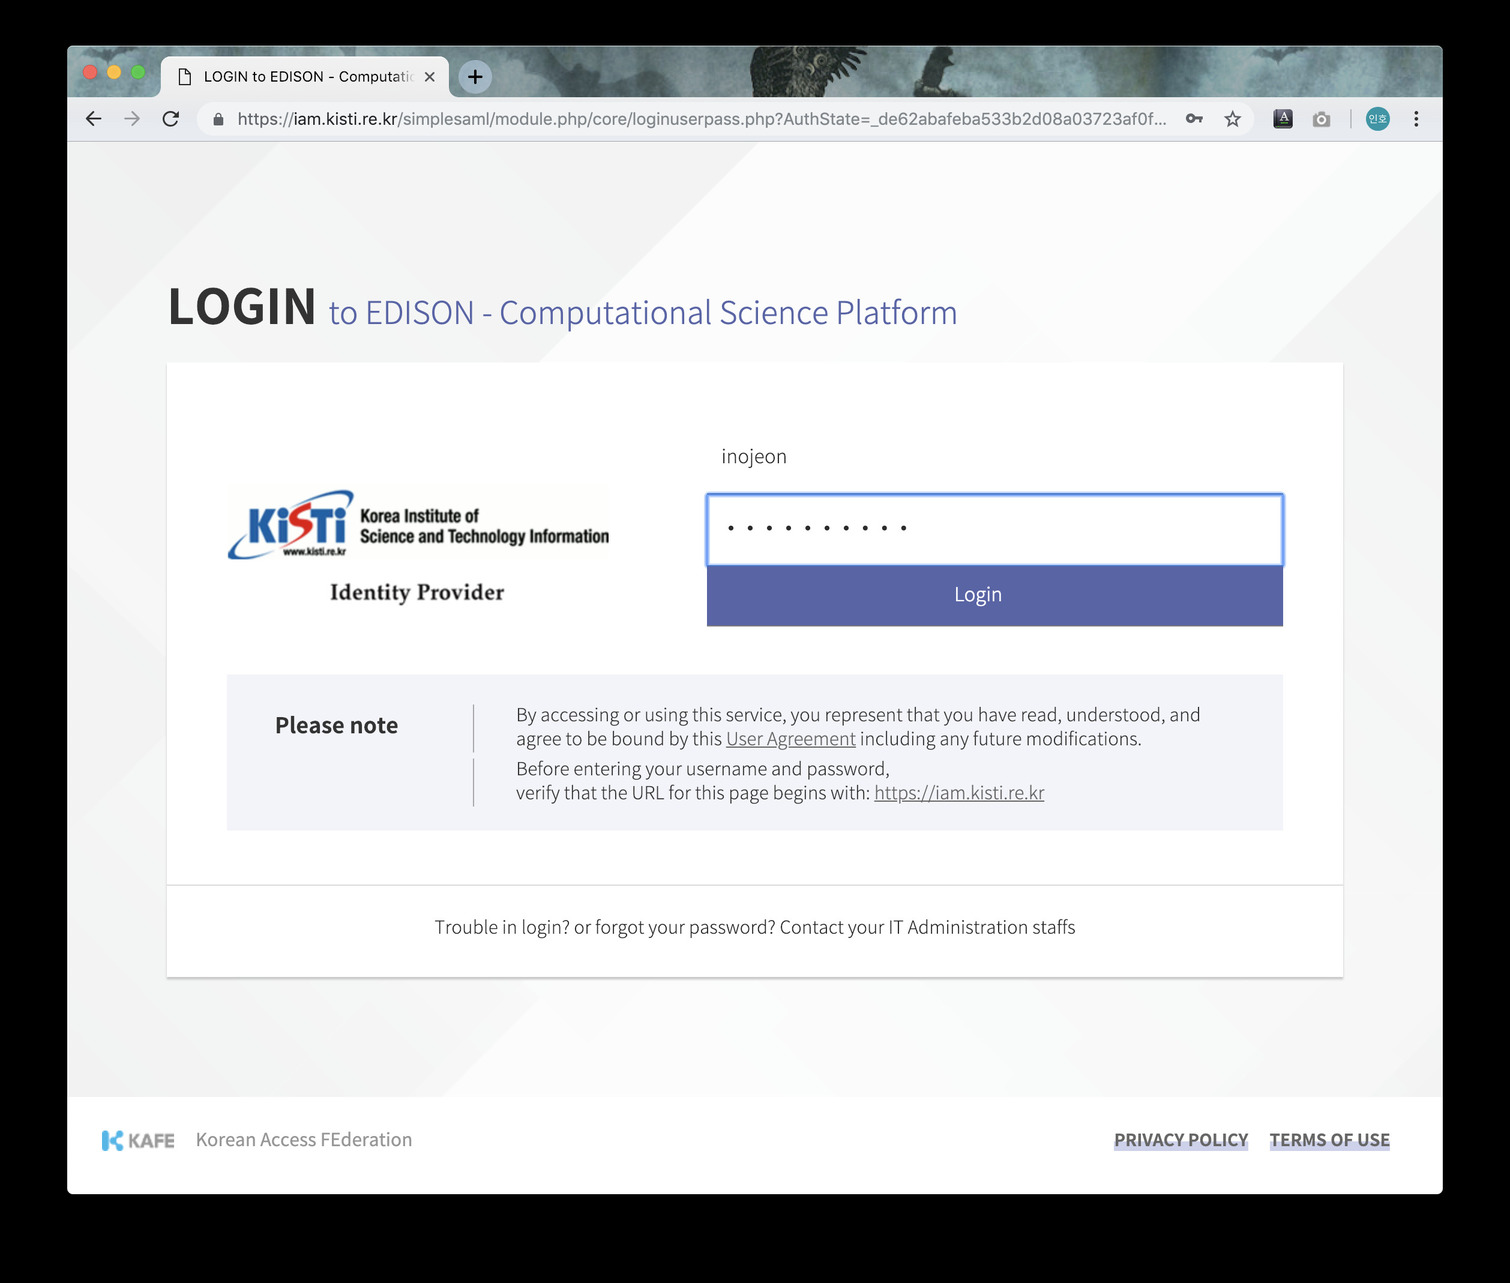 LOGIN to EDISON - Computatic
https://iam.kisti.re.kr/simplesaml/module.php/core/loginuserpass.php?AuthState=_de62abafeba533b2d08a03723af0f...
A
인호
LOGIN to EDISON - Computational Science Platform
inojeon
KiSTi
www.kisti.re.kr
Korea Institute of
Science and Technology Information
Identity Provider
Login
Please note
By accessing or using this service, you represent that you have read, understood, and
agree to be bound by this User Agreement including any future modifications.
Before entering your username and password,
verify that the URL for this page begins with: https://iam.kisti.re.kr
Trouble in login? or forgot your password? Contact your IT Administration staffs
KAFE Korean Access FEderation
PRIVACY POLICY TERMS OF USE